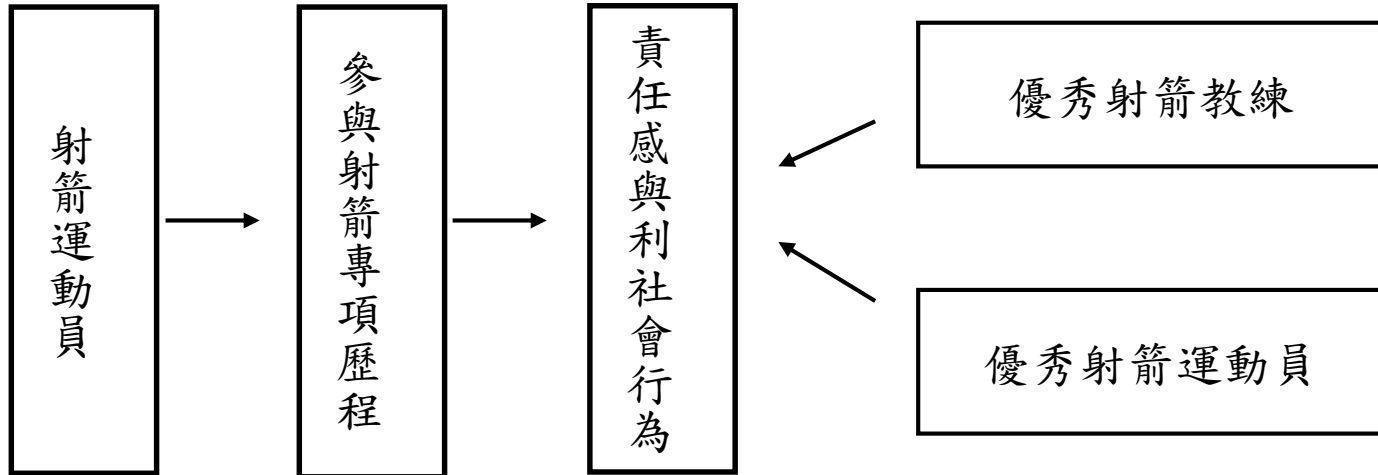 射箭運動員
參與射箭專項歷程
責任感與利社會行為
優秀射箭教練
優秀射箭運動員